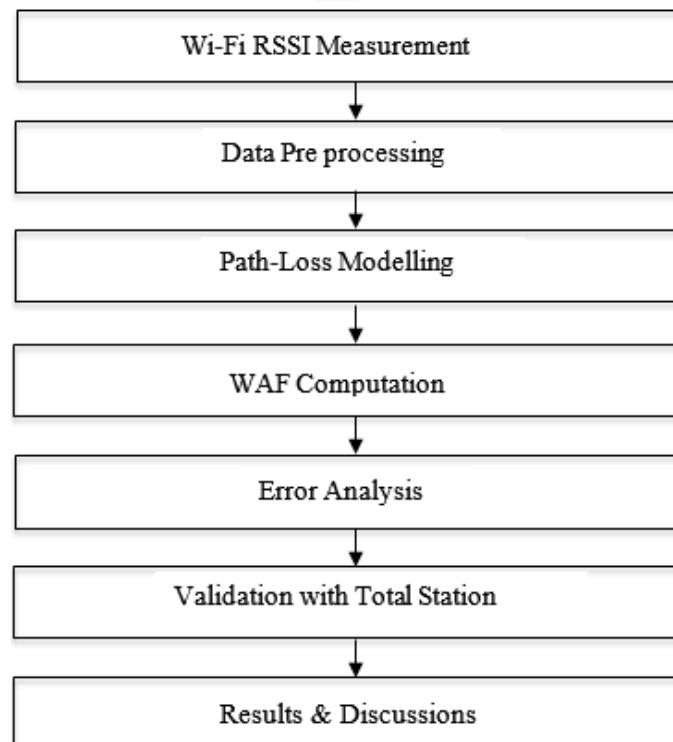 Wi-Fi RSSI Measurement
Data Pre processing
Path-Loss Modelling
WAF Computation
Error Analysis
Validation with Total Station
Results & Discussions